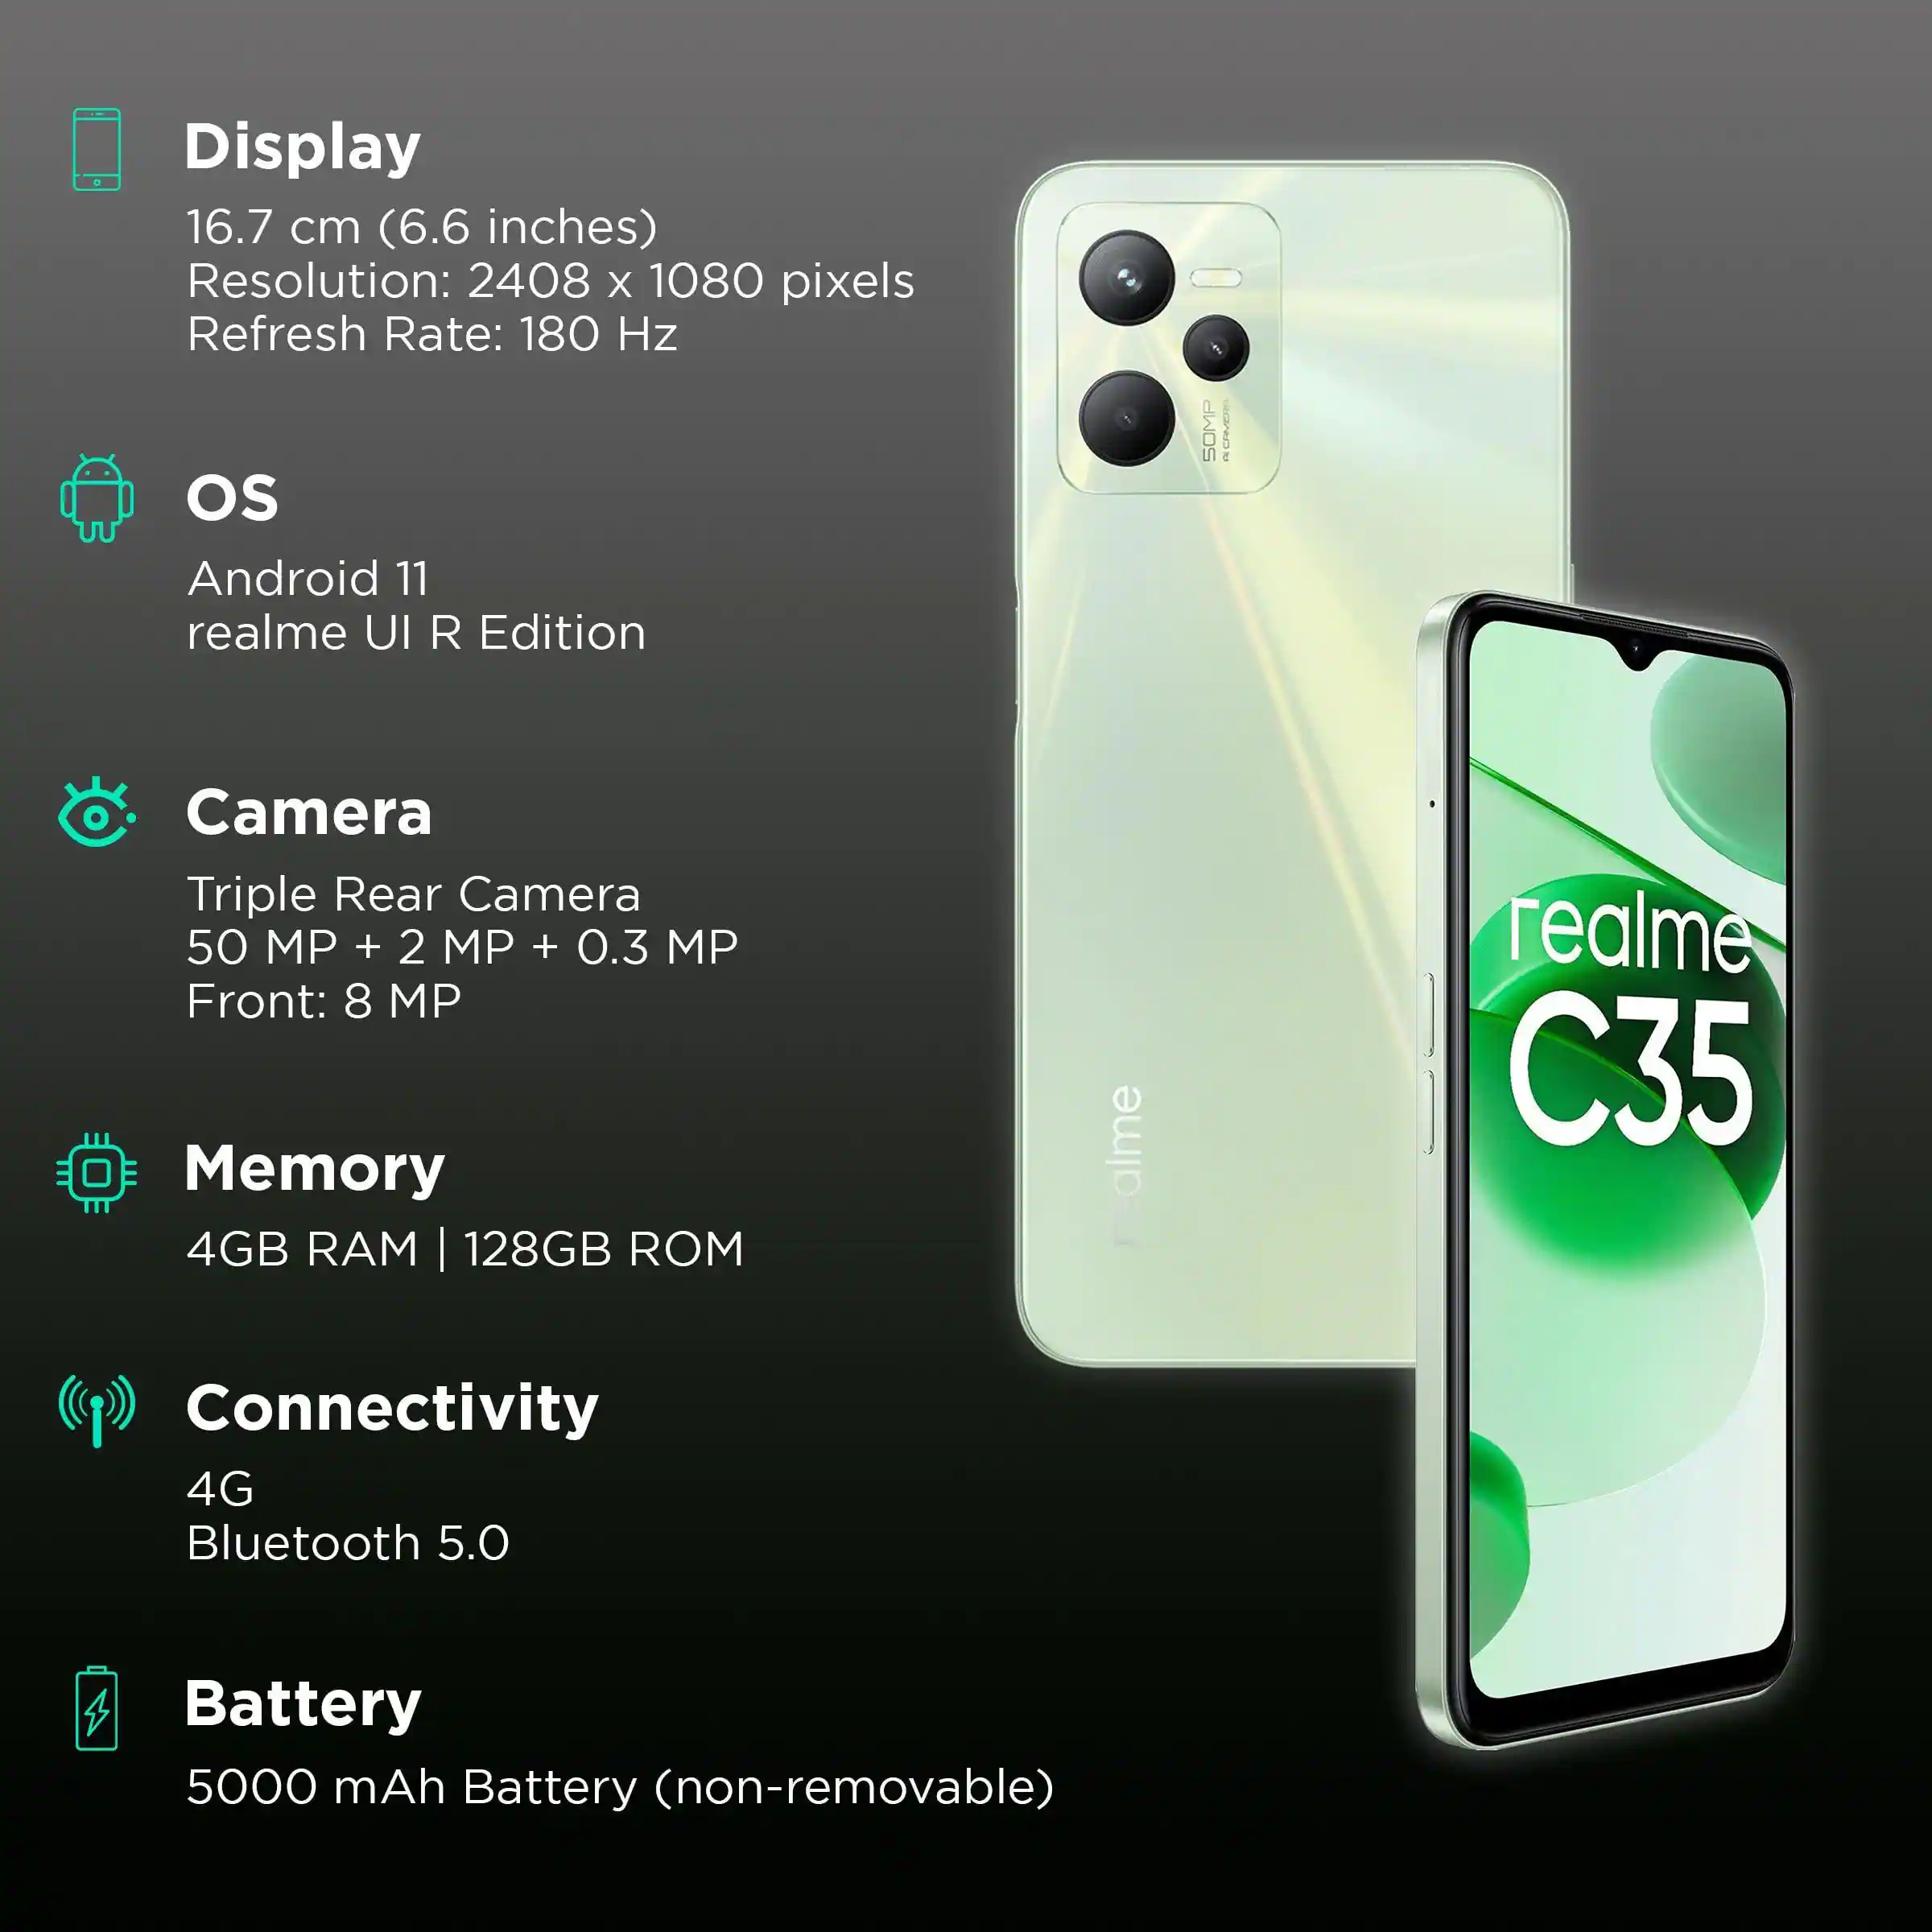 Display
16.7 cm (6.6 inches)
Resolution: 2408 x 1080 pixels
Refresh Rate: 180 Hz
OS
Android 11
realme UI R Edition
Camera
Triple Rear Camera
50 MP + 2 MP + 0.3 MP
Front: 8 MP
Memory
4GB RAM | 128GB ROM
Connectivity
4G
Bluetooth 5.0
Battery
5000 mAh Battery (non-removable)
50MP
AI CAMERA
realme
realme
C35